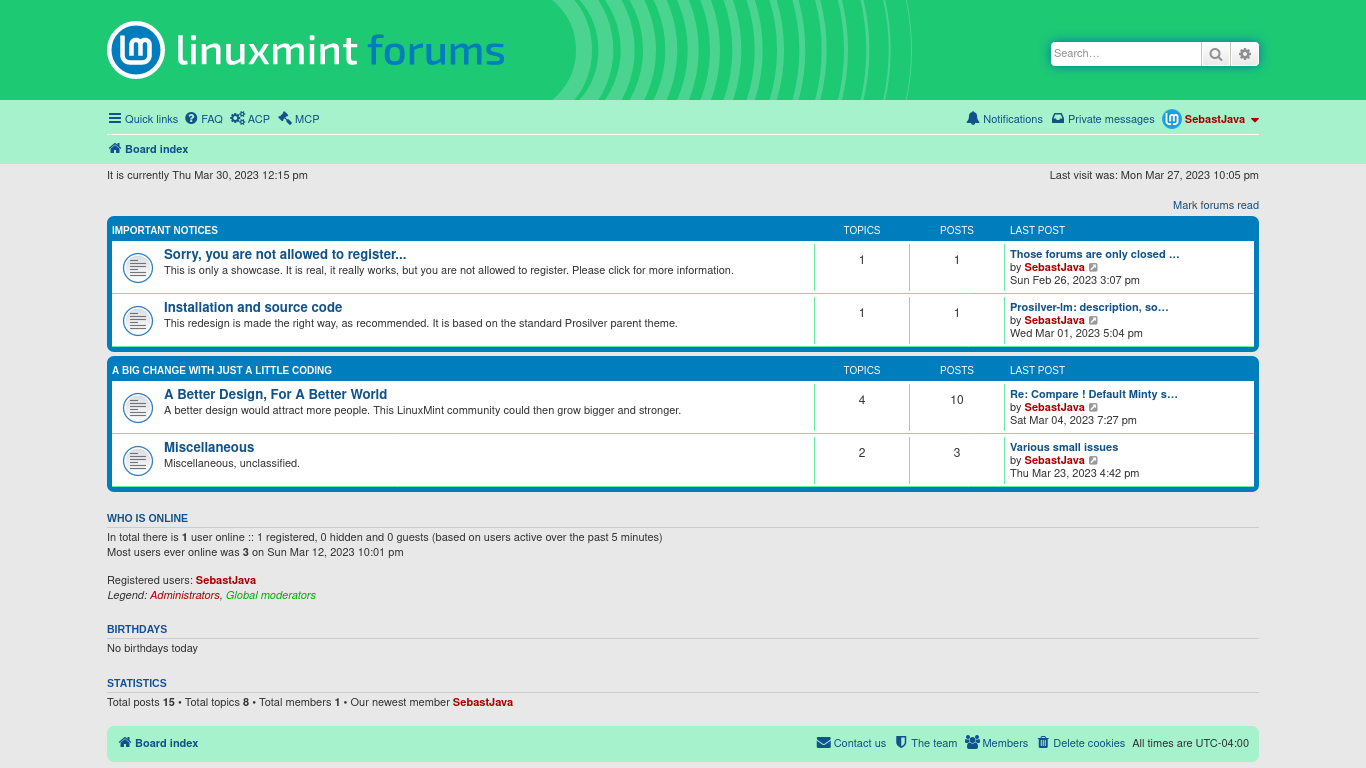 linuxmint forums
Search…
Quick links FAQ ACP MCP
Notifications Private messages SebastJava
Board index
It is currently Thu Mar 30, 2023 12:15 pm
Last visit was: Mon Mar 27, 2023 10:05 pm
Mark forums read
IMPORTANT NOTICES TOPICS POSTS LAST POST
Sorry, you are not allowed to register...
This is only a showcase. It is real, it really works, but you are not allowed to register. Please click for more information.
1 1
Those forums are only closed …
by SebastJava
Sun Feb 26, 2023 3:07 pm
Installation and source code
This redesign is made the right way, as recommended. It is based on the standard Prosilver parent theme.
1 1
Prosilver-lm: description, so…
by SebastJava
Wed Mar 01, 2023 5:04 pm
A BIG CHANGE WITH JUST A LITTLE CODING TOPICS POSTS LAST POST
A Better Design, For A Better World
A better design would attract more people. This LinuxMint community could then grow bigger and stronger.
4 10
Re: Compare ! Default Minty s…
by SebastJava
Sat Mar 04, 2023 7:27 pm
Miscellaneous
Miscellaneous, unclassified.
2 3
Various small issues
by SebastJava
Thu Mar 23, 2023 4:42 pm
WHO IS ONLINE
In total there is 1 user online :: 1 registered, 0 hidden and 0 guests (based on users active over the past 5 minutes)
Most users ever online was 3 on Sun Mar 12, 2023 10:01 pm
Registered users: SebastJava
Legend: Administrators, Global moderators
BIRTHDAYS
No birthdays today
STATISTICS
Total posts 15 • Total topics 8 • Total members 1 • Our newest member SebastJava
Board index
Contact us The team Members Delete cookies All times are UTC-04:00